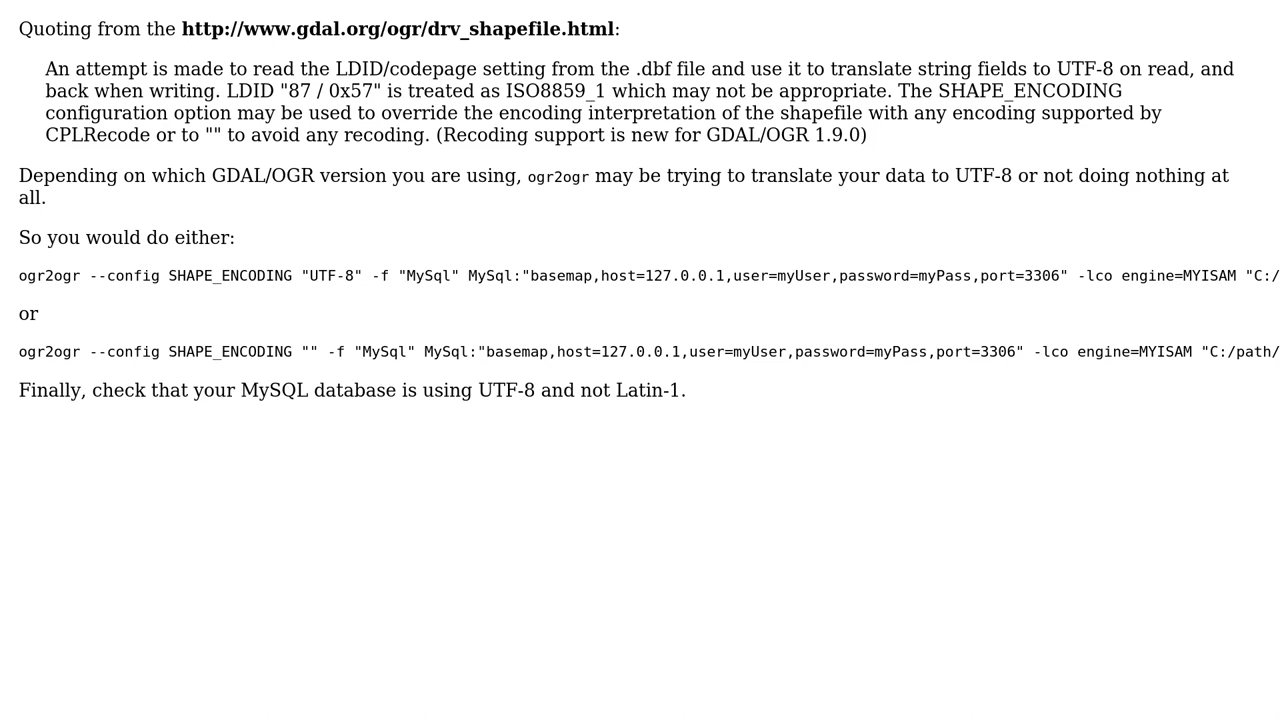 Quoting from the http://www.gdal.org/ogr/drv_shapefile.html:
An attempt is made to read the LDID/codepage setting from the .dbf file and use it to translate string fields to UTF-8 on read, and
back when writing. LDID "87 / 0x57" is treated as ISO8859_1 which may not be appropriate. The SHAPE_ENCODING
configuration option may be used to override the encoding interpretation of the shapefile with any encoding supported by
CPLRecode or to "" to avoid any recoding. (Recoding support is new for GDAL/OGR 1.9.0)
Depending on which GDAL/OGR version you are using, ogr2ogr may be trying to translate your data to UTF-8 or not doing nothing at
all.
So you would do either:
ogr2ogr --config SHAPE_ENCODING "UTF-8" -f "MySql" MySql:"basemap,host=127.0.0.1,user=myUser,password=myPass,port=3306" -lco engine=MYISAM "C:/
or
ogr2ogr --config SHAPE_ENCODING "" -f "MySql" MySql:"basemap,host=127.0.0.1,user=myUser,password=myPass,port=3306" -lco engine=MYISAM "C:/path/
Finally, check that your MySQL database is using UTF-8 and not Latin-1.